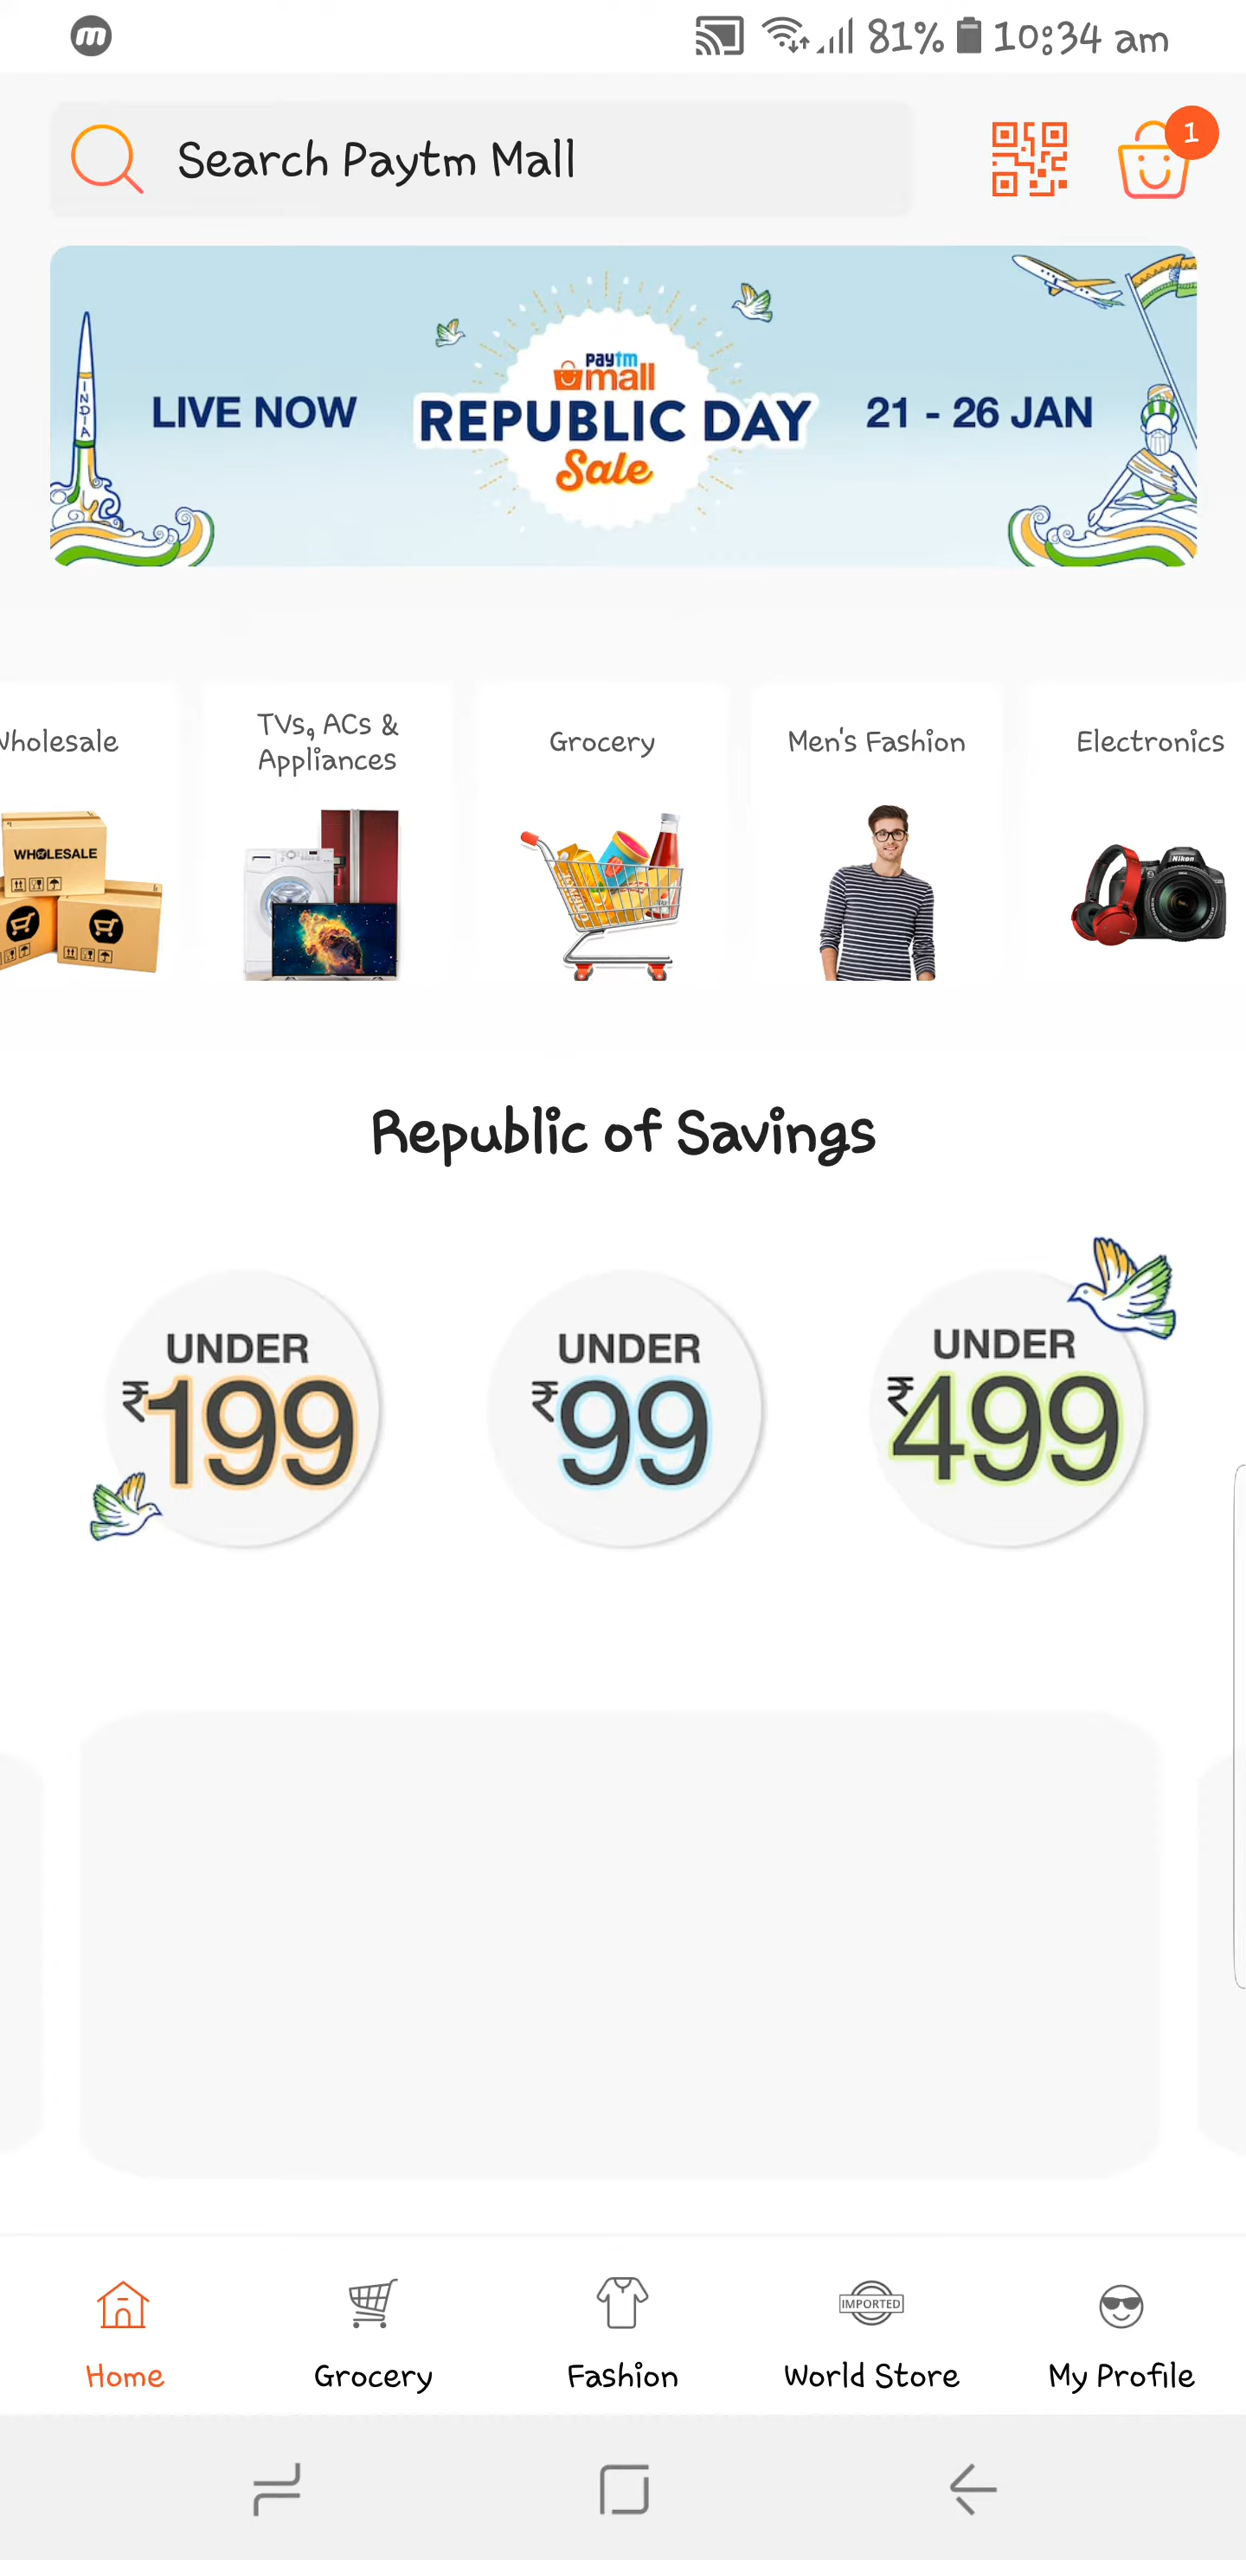 81% 10:34 am
Search Paytm Mall
1
paytm
mall
LIVE NOW REPUBLIC DAY 21 - 26 JAN
Sale
INDIA
TVs, ACs &
Appliances
Grocery
Men's Fashion
Electronics
WHOLESALE
Nikon
Republic of Savings
UNDER
₹199
UNDER
₹99
UNDER
₹499
IMPORTED
Home
Grocery
Fashion
World Store
My Profile